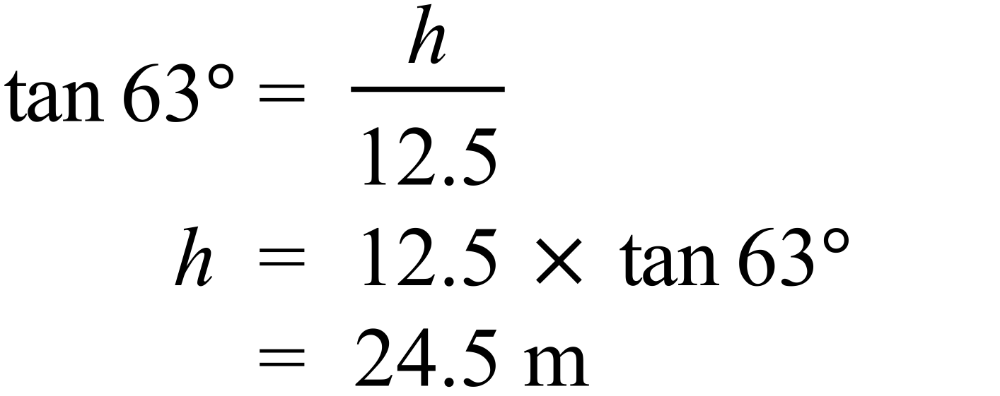 tan 63° = h/12.5
h = 12.5 × tan 63°
= 24.5 m